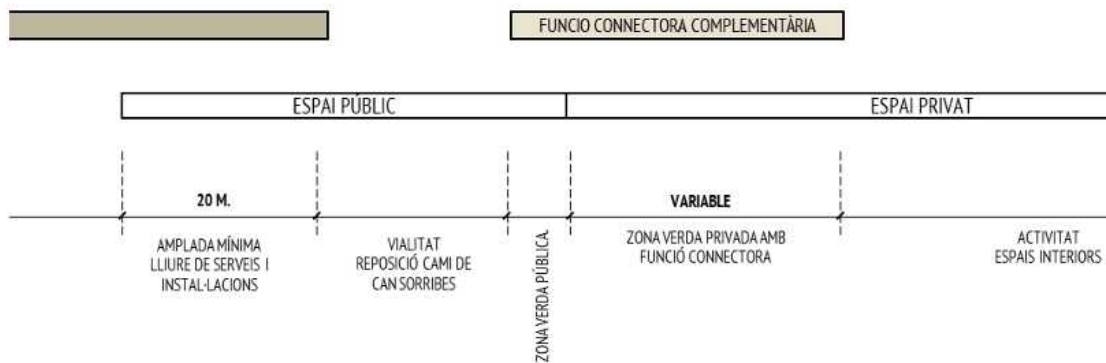 FUNCIO CONNECTORA COMPLEMENTÀRIA
ESPAI PÚBLIC
ESPAI PRIVAT
20 M.
VARIABLE
AMPLADA MÍNIMA
LLIURE DE SERVEIS I
INSTAL·LACIONS
VIALITAT
REPOSICIÓ CAMI DE
CAN SORRIBES
ZONA VERDA PÚBLICA.
ZONA VERDA PRIVADA AMB
FUNCIÓ CONNECTORA
ACTIVITAT
ESPAIS INTERIORS